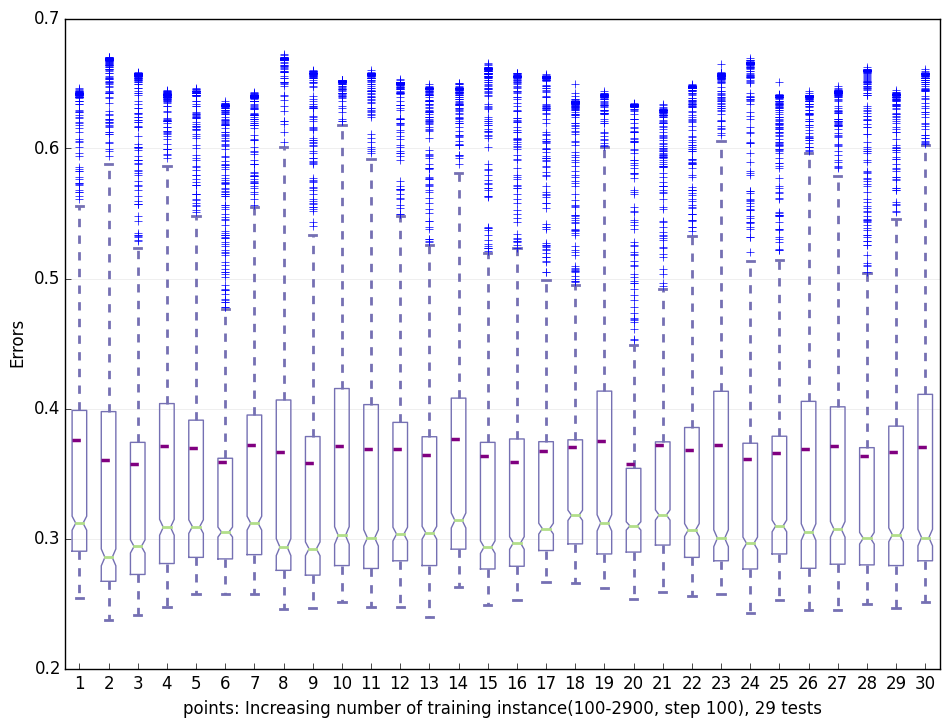 0.7
0.6
0.5
0.4
0.3
0.2
Errors
1 2 3 4 5 6 7 8 9 10 11 12 13 14 15 16 17 18 19 20 21 22 23 24 25 26 27 28 29 30
points: Increasing number of training instance(100-2900, step 100), 29 tests